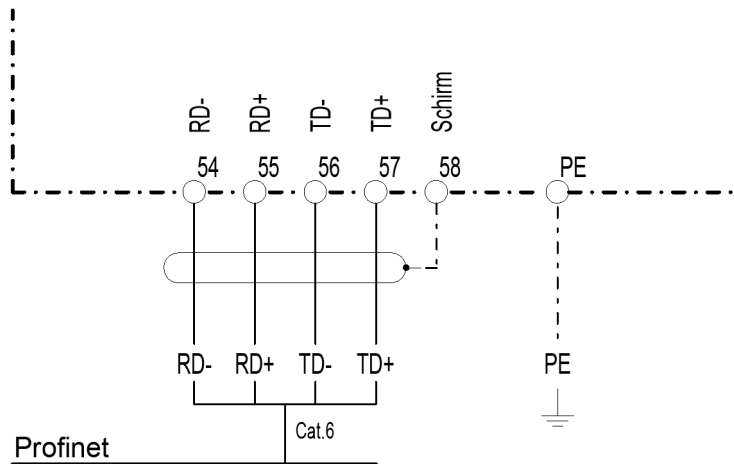 RD- RD+ TD- TD+ Schirm
54 55 56 57 58 PE
RD- RD+ TD- TD+ PE
Cat.6
Profinet